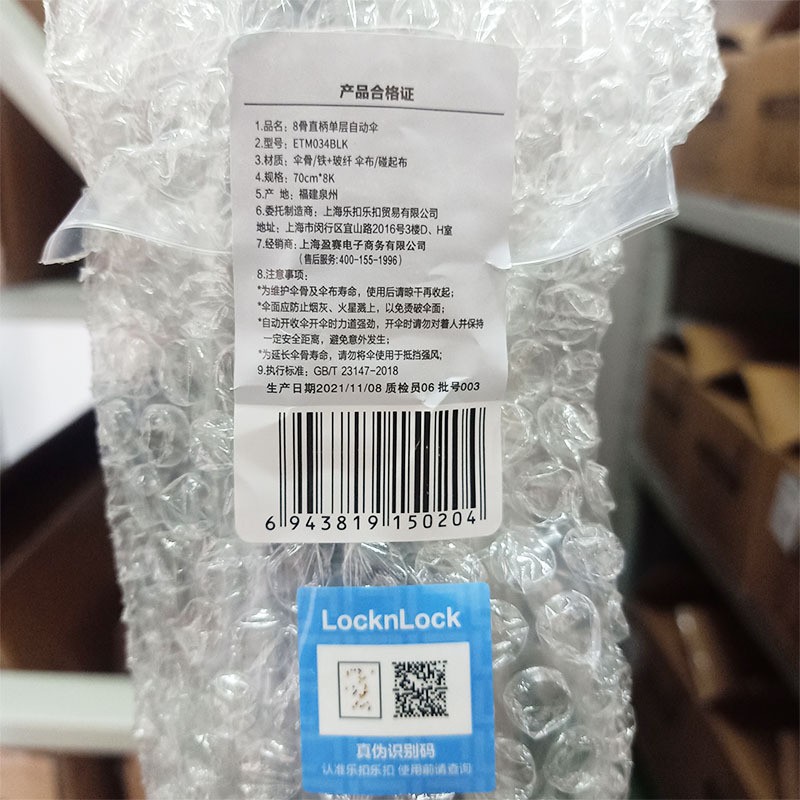 产品合格证
1.品名：8骨直柄单层自动伞
2.型号：ETM034BLK
3.材质：伞骨/铁+玻纤 伞布/碰起布
4.规格：70cm*8K
5.产 地：福建泉州
6.委托制造商：上海乐扣乐扣贸易有限公司
地址：上海市闵行区宜山路2016号3楼D、H室
7.经销商：上海盈赛电子商务有限公司
（售后服务:400-155-1996）
8.注意事项：
*为维护伞骨及伞布寿命，使用后请晾干再收起；
*伞面应防止烟灰、火星溅上，以免烫破伞面；
*自动开收伞开伞时力道强劲，开伞时请勿对着人并保持
一定安全距离，避免意外发生；
*为延长伞骨寿命，请勿将伞使用于抵挡强风；
9.执行标准：GB/T 23147-2018
生产日期2021/11/08 质检员06 批号003
6 943819 150204
LocknLock
真伪识别码
认准乐扣乐扣 使用前请查询